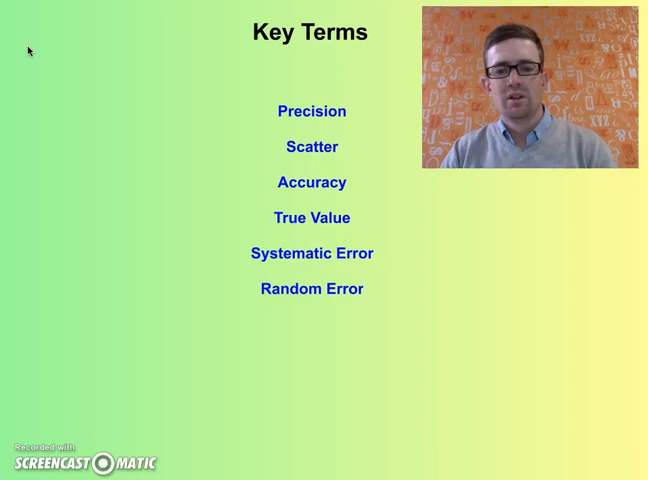 Key Terms
Precision
Scatter
Accuracy
True Value
Systematic Error
Random Error
Recorded with
SCREENCAST MATIC